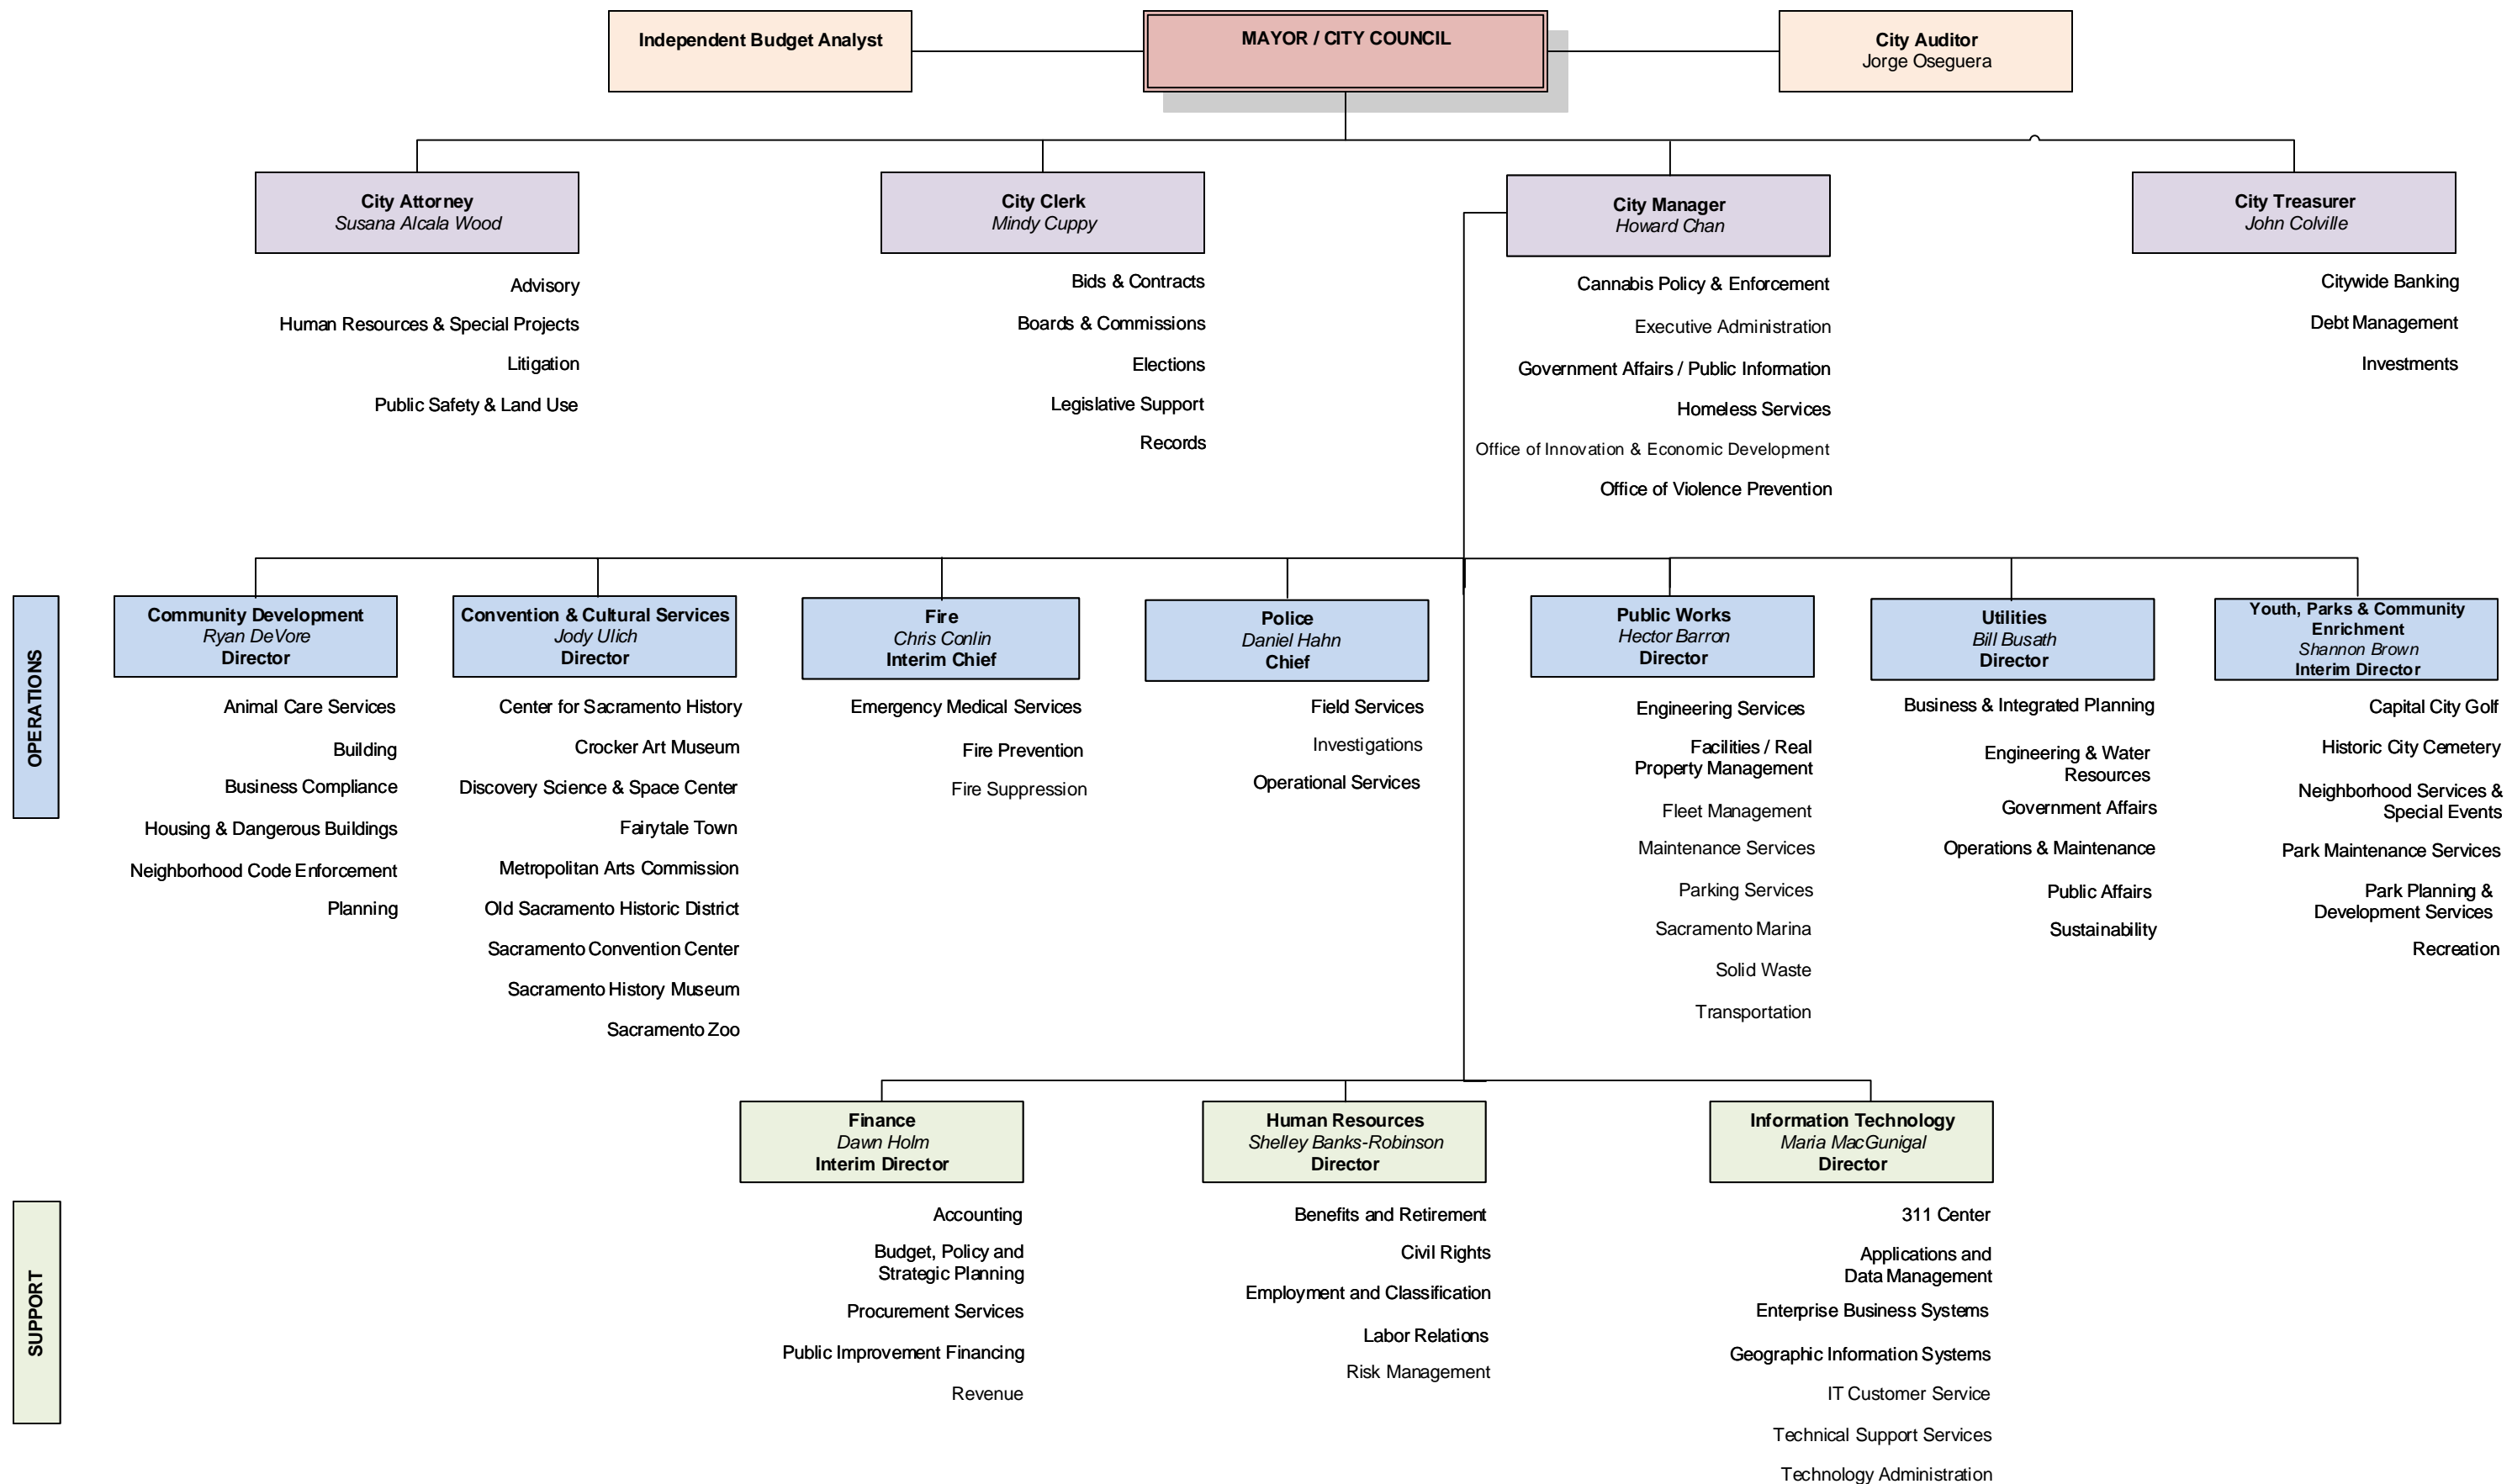 Independent Budget Analyst
MAYOR / CITY COUNCIL
City Auditor
Jorge Oseguera
City Attorney
Susana Alcala Wood
Advisory
Human Resources & Special Projects
Litigation
Public Safety & Land Use
City Clerk
Mindy Cuppy
Bids & Contracts
Boards & Commissions
Elections
Legislative Support
Records
City Manager
Howard Chan
Cannabis Policy & Enforcement
Executive Administration
Government Affairs / Public Information
Homeless Services
Office of Innovation & Economic Development
Office of Violence Prevention
City Treasurer
John Colville
Citywide Banking
Debt Management
Investments
OPERATIONS
Community Development
Ryan DeVore
Director
Animal Care Services
Building
Business Compliance
Housing & Dangerous Buildings
Neighborhood Code Enforcement
Planning
Convention & Cultural Services
Jody Ulich
Director
Center for Sacramento History
Crocker Art Museum
Discovery Science & Space Center
Fairytale Town
Metropolitan Arts Commission
Old Sacramento Historic District
Sacramento Convention Center
Sacramento History Museum
Sacramento Zoo
Fire
Chris Conlin
Interim Chief
Emergency Medical Services
Fire Prevention
Fire Suppression
Police
Daniel Hahn
Chief
Field Services
Investigations
Operational Services
Public Works
Hector Barron
Director
Engineering Services
Facilities / Real
Property Management
Fleet Management
Maintenance Services
Parking Services
Sacramento Marina
Solid Waste
Transportation
Utilities
Bill Busath
Director
Business & Integrated Planning
Engineering & Water
Resources
Government Affairs
Operations & Maintenance
Public Affairs
Sustainability
Youth, Parks & Community
Enrichment
Shannon Brown
Interim Director
Capital City Golf
Historic City Cemetery
Neighborhood Services &
Special Events
Park Maintenance Services
Park Planning &
Development Services
Recreation
SUPPORT
Finance
Dawn Holm
Interim Director
Accounting
Budget, Policy and
Strategic Planning
Procurement Services
Public Improvement Financing
Revenue
Human Resources
Shelley Banks-Robinson
Director
Benefits and Retirement
Civil Rights
Employment and Classification
Labor Relations
Risk Management
Information Technology
Maria MacGunigal
Director
311 Center
Applications and
Data Management
Enterprise Business Systems
Geographic Information Systems
IT Customer Service
Technical Support Services
Technology Administration